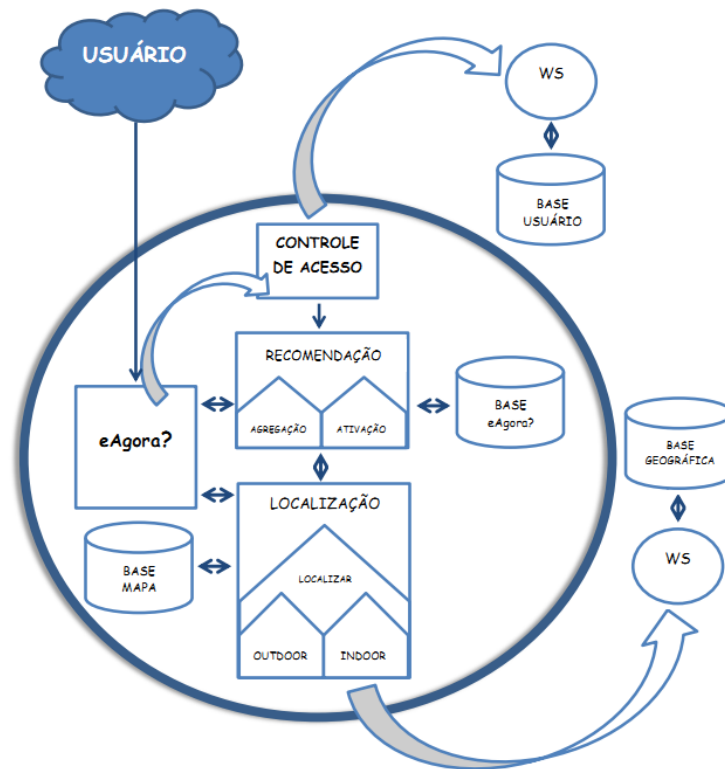 USUÁRIO
WS
BASE
USUÁRIO
CONTROLE
DE ACESSO
RECOMENDAÇÃO
AGREGAÇÃO
ATIVAÇÃO
BASE
eAgora?
eAgora?
BASE
GEOGRÁFICA
LOCALIZAÇÃO
WS
BASE
MAPA
LOCALIZAR
OUTDOOR
INDOOR